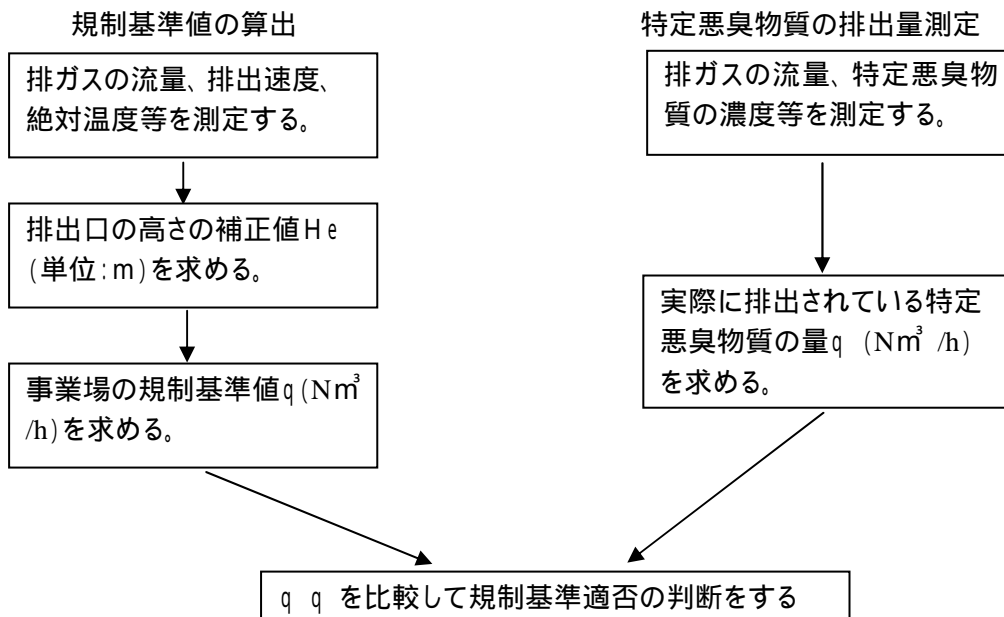 規制基準値の算出
排ガスの流量、排出速度、
絶対温度等を測定する。
排出口の高さの補正値Ｈｅ
(単位:m)を求める。
事業場の規制基準値q(Nm³
/h)を求める。
特定悪臭物質の排出量測定
排ガスの流量、特定悪臭物
質の濃度等を測定する。
実際に排出されている特定
悪臭物質の量q (Nm³ /h)
を求める。
q q を比較して規制基準適否の判断をする